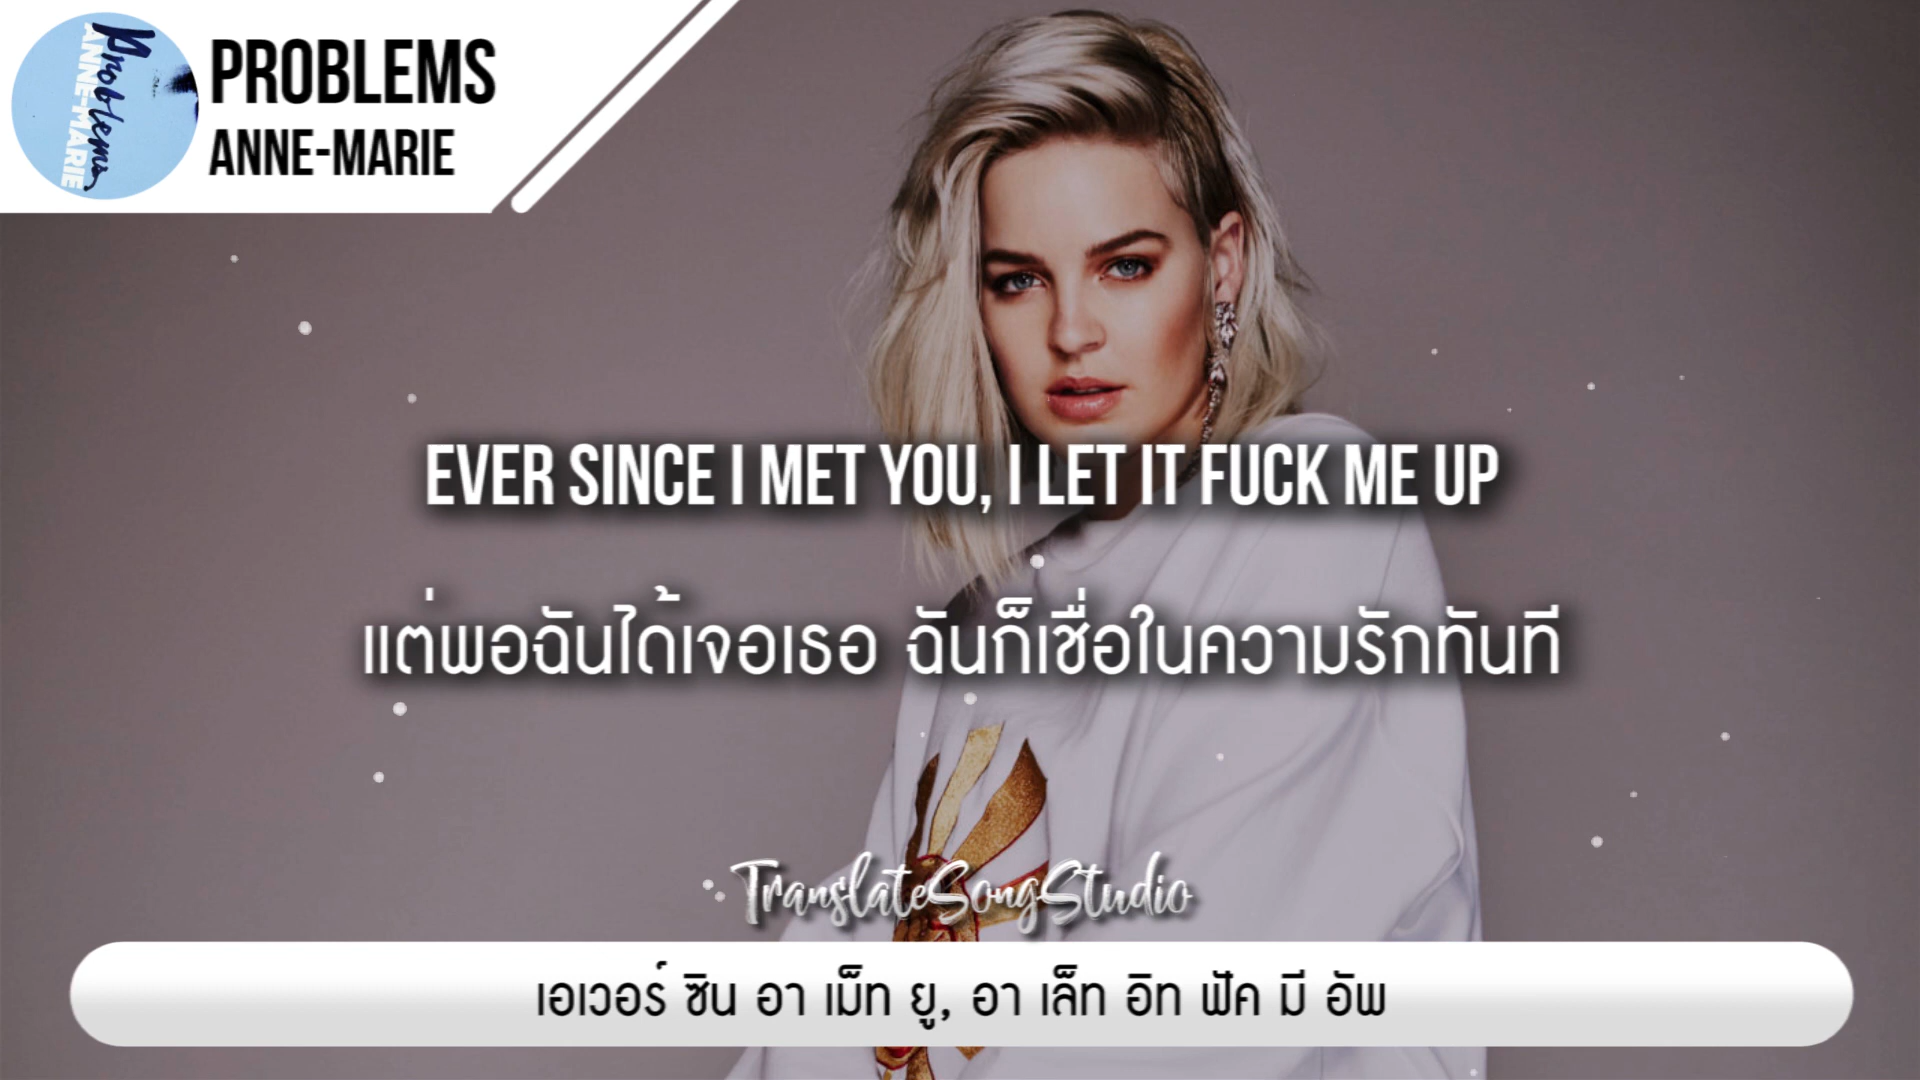 Problems
ANNE-MARIE
PROBLEMS
ANNE-MARIE
EVER SINCE I MET YOU, I LET IT FUCK ME UP
แต่พอฉันได้เจอเธอ ฉันก็เชื่อในความรักทันที
TranslateSongStudio
เอเวอร์ ซิน อา เม็ท ยู, อา เล็ท อิท ฟัค มี อัพ